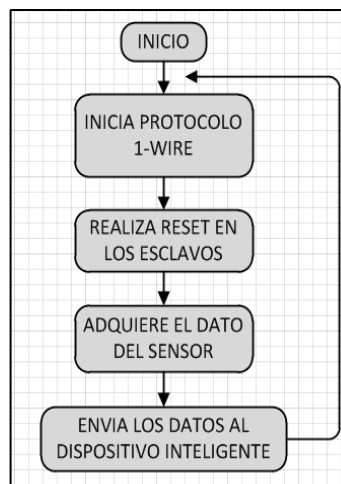 INICIO
INICIA PROTOCOLO
1-WIRE
REALIZA RESET EN
LOS ESCLAVOS
ADQUIERE EL DATO
DEL SENSOR
ENVIA LOS DATOS AL
DISPOSITIVO INTELIGENTE